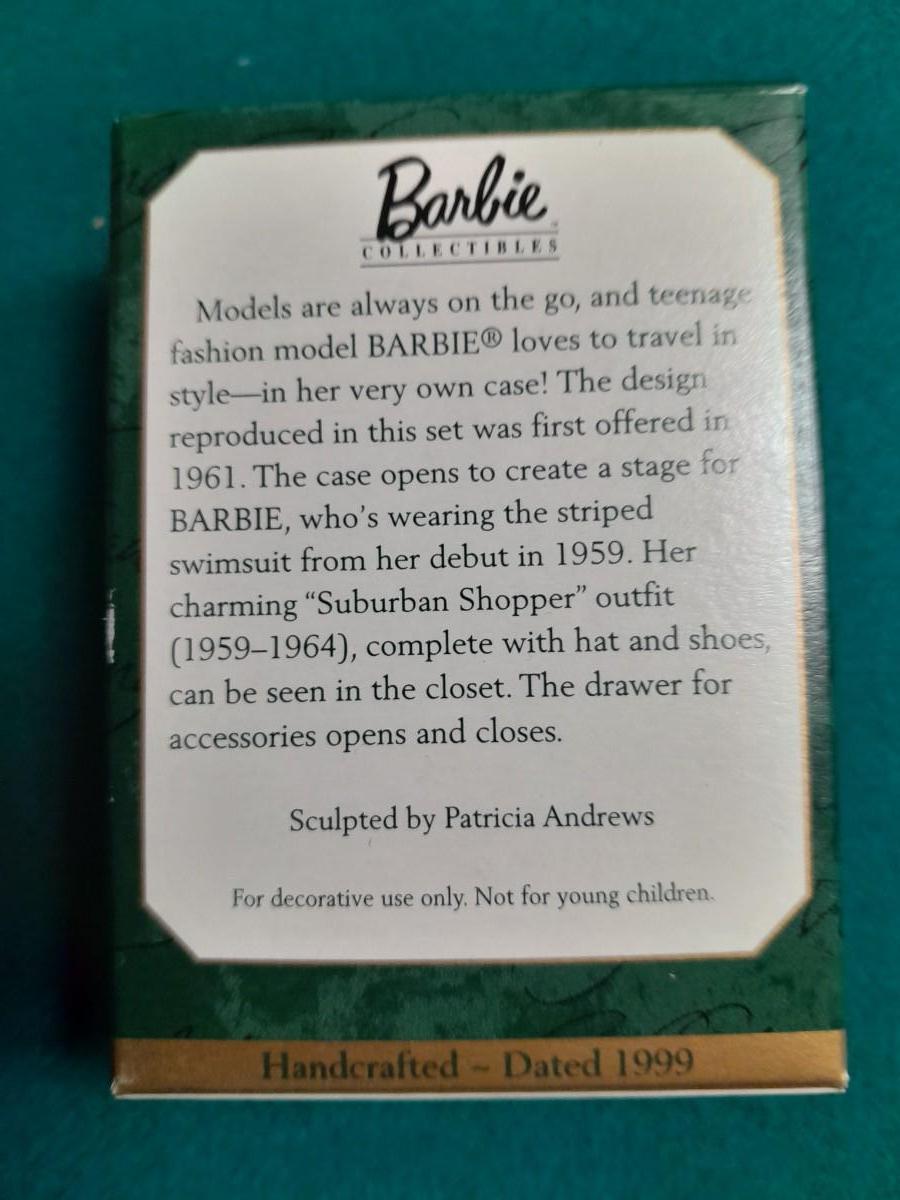 Barbie
COLLECTIBLES
Models are always on the go, and teenage
fashion model BARBIE® loves to travel in
style—in her very own case! The design
reproduced in this set was first offered in
1961. The case opens to create a stage for
BARBIE, who's wearing the striped
swimsuit from her debut in 1959. Her
charming “Suburban Shopper” outfit
(1959–1964), complete with hat and shoes,
can be seen in the closet. The drawer for
accessories opens and closes.
Sculpted by Patricia Andrews
For decorative use only. Not for young children.
Handcrafted ~ Dated 1999